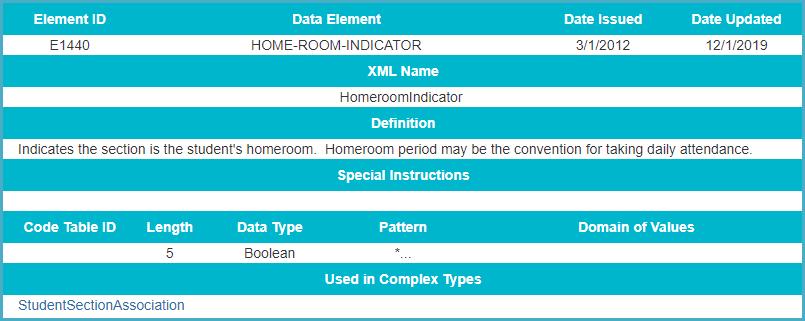 Element ID Data Element Date Issued Date Updated
E1440 HOME-ROOM-INDICATOR 3/1/2012 12/1/2019
XML Name
HomeroomIndicator
Definition
Indicates the section is the student's homeroom.  Homeroom period may be the convention for taking daily attendance.
Special Instructions
Code Table ID Length Data Type Pattern Domain of Values
5 Boolean *...
Used in Complex Types
StudentSectionAssociation